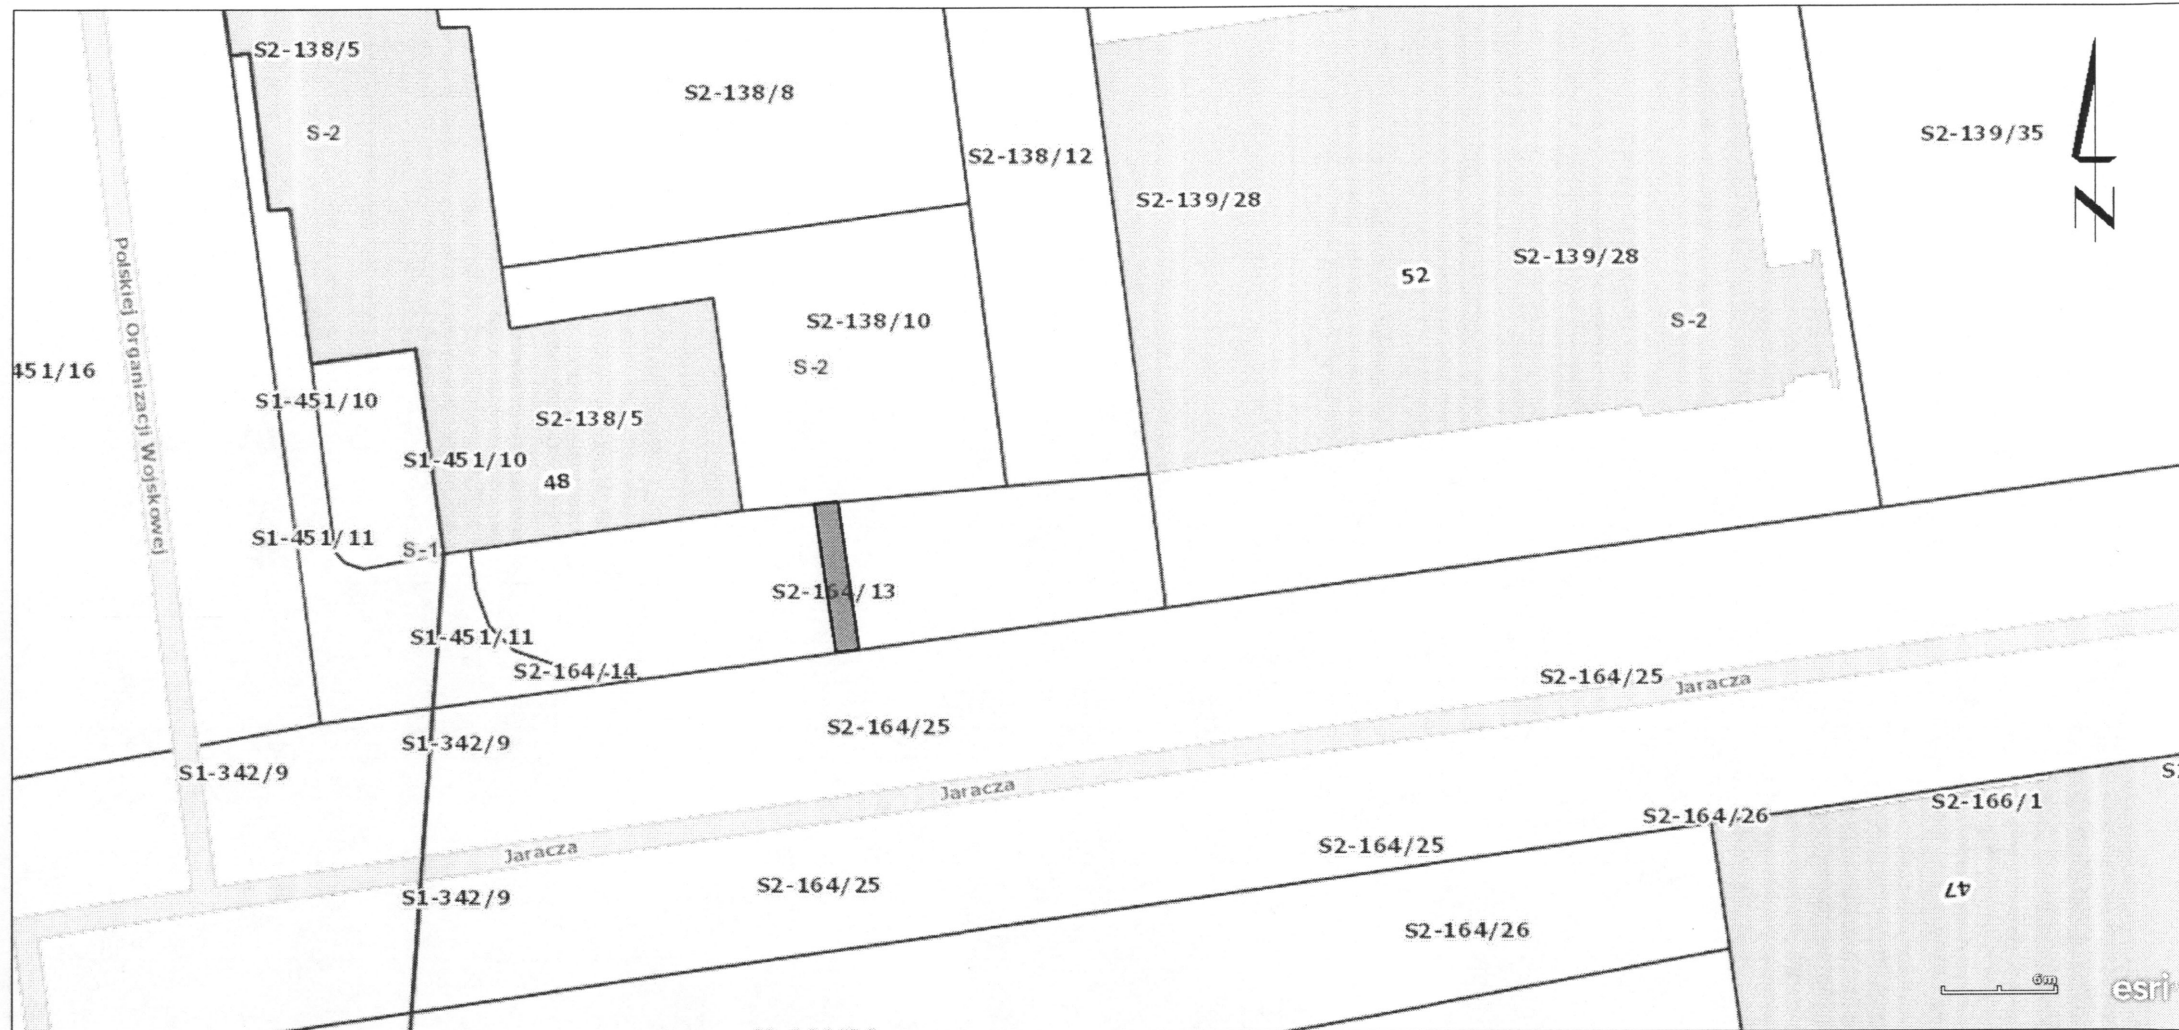 S2-138/5
S2-138/8
S-2
S2-139/35
S2-138/12
S2-139/28
N
S2-139/28
52
S2-138/10
S-2
S-2
451/16
Polskiej Organizacji Wojskowej
S1-451/10
S2-138/5
S1-451/10
48
S1-451/11
S-1
S2-164/13
S1-451/11
S2-164/14
S2-164/25
Jaracza
S2-164/25
S1-342/9
S1-342/9
Jaracza
S2-166/1
S2-164/26
Jaracza
S2-164/25
S2-164/25
47
S1-342/9
S2-164/26
6m
esri